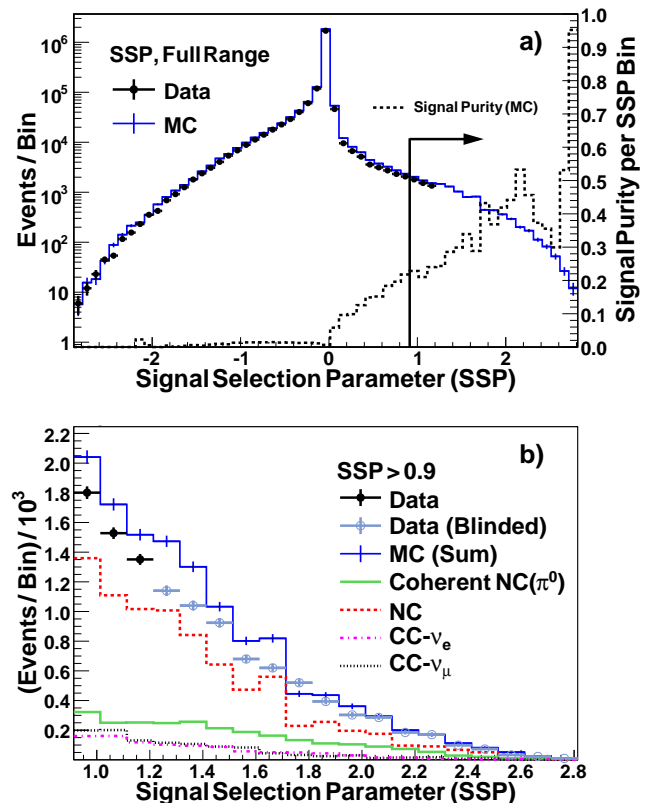 a)
SSP, Full Range
Data
MC
Signal Purity (MC)
Events / Bin
10^6
10^5
10^4
10^3
10^2
10
1
Signal Purity per SSP Bin
1.0
0.9
0.8
0.7
0.6
0.5
0.4
0.3
0.2
0.1
0.0
-2 -1 0 1 2
Signal Selection Parameter (SSP)
b)
SSP > 0.9
Data
Data (Blinded)
MC (Sum)
Coherent NC(π^0)
NC
CC-ν_e
CC-ν_μ
(Events / Bin) / 10^3
2.2
2.0
1.8
1.6
1.4
1.2
1.0
0.8
0.6
0.4
0.2
1.0 1.2 1.4 1.6 1.8 2.0 2.2 2.4 2.6 2.8
Signal Selection Parameter (SSP)